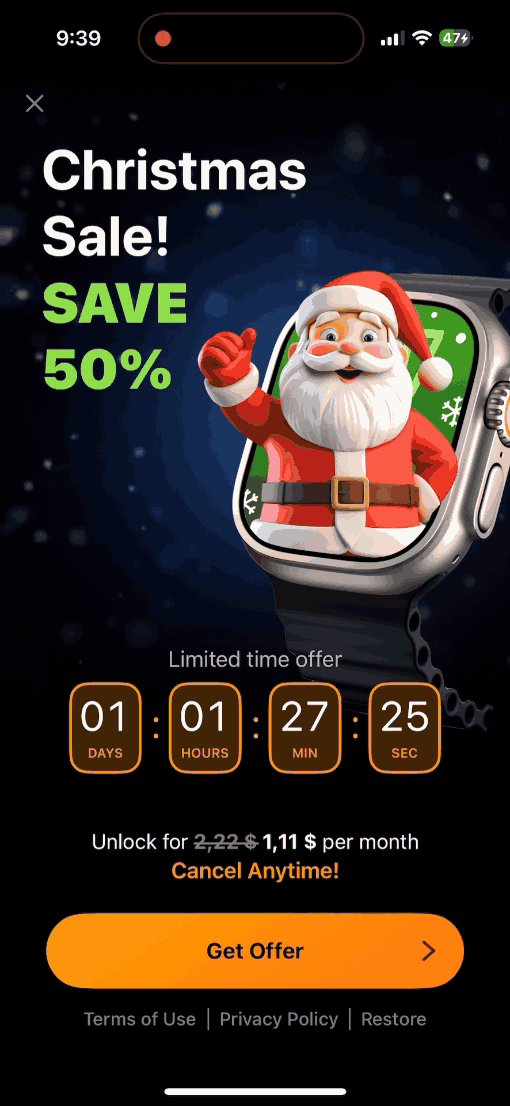 9:39
47
Christmas
Sale!
SAVE
50%
Limited time offer
01 : 01 : 27 : 25
DAYS HOURS MIN SEC
Unlock for 2,22 $ 1,11 $ per month
Cancel Anytime!
Get Offer
Terms of Use | Privacy Policy | Restore